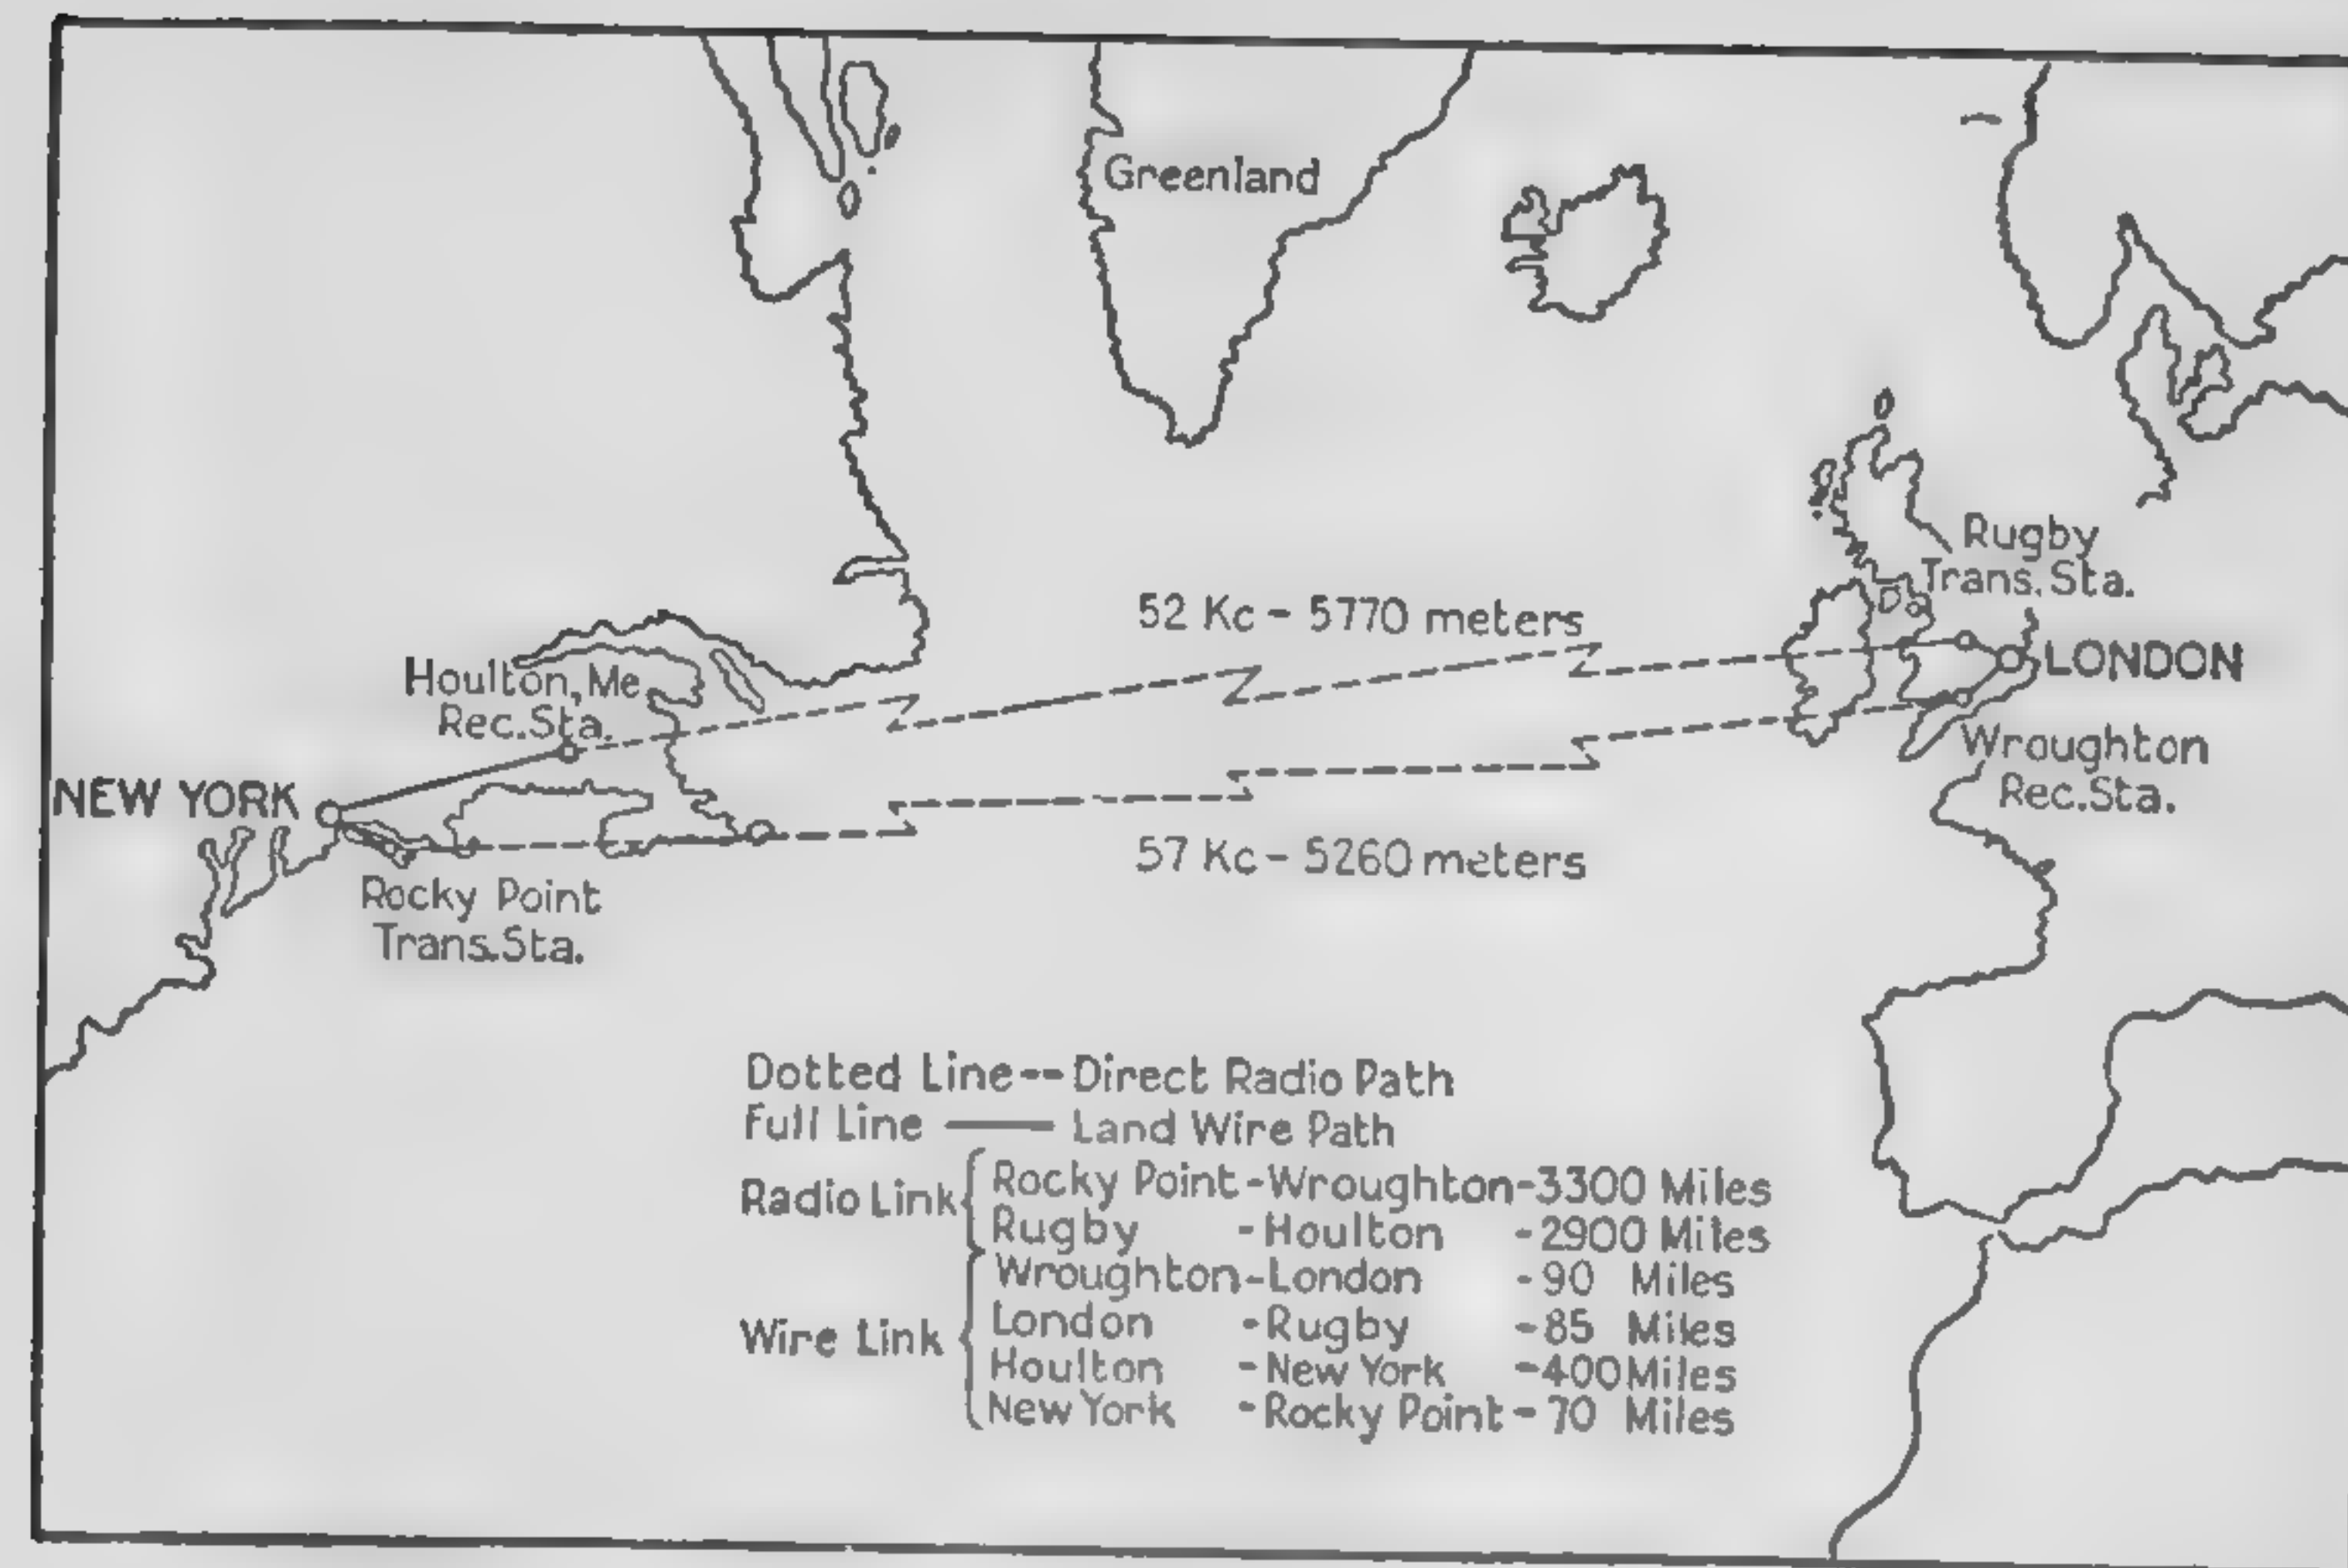 Greenland
Rugby
Trans. Sta.
52 Kc - 5770 meters
LONDON
Houlton, Me
Rec. Sta.
Wroughton
Rec. Sta.
NEW YORK
57 Kc - 5260 meters
Rocky Point
Trans. Sta.
Dotted Line -- Direct Radio Path
Full Line —— Land Wire Path
Radio Link { Rocky Point - Wroughton - 3300 Miles
Rugby - Houlton - 2900 Miles
Wire Link { Wroughton - London - 90 Miles
London - Rugby - 85 Miles
Houlton - New York - 400 Miles
New York - Rocky Point - 70 Miles